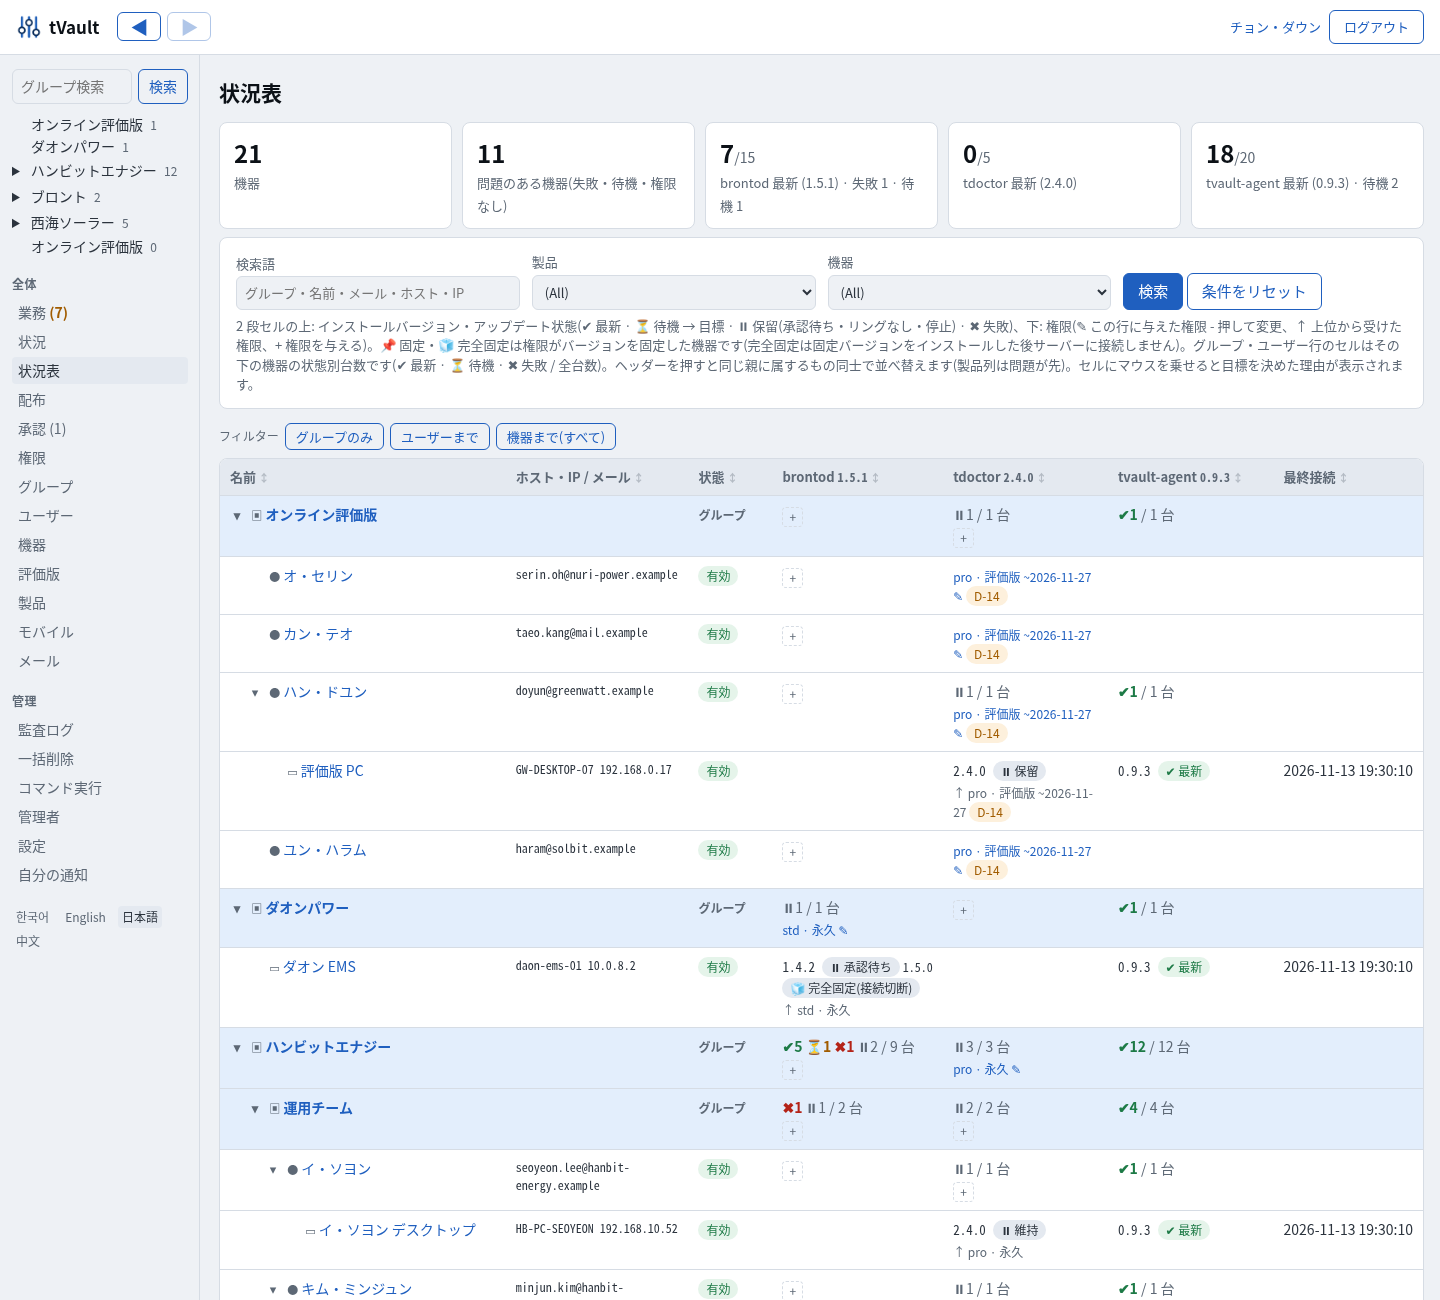 tVault ◀ ▶ チョン・ダウン ログアウト
グループ検索 検索
オンライン評価版 1
ダオンパワー 1
▶ ハンビットエナジー 12
▶ ブロント 2
▶ 西海ソーラー 5
オンライン評価版 0
全体
業務 (7)
状況
状況表
配布
承認 (1)
権限
グループ
ユーザー
機器
評価版
製品
モバイル
メール
管理
監査ログ
一括削除
コマンド実行
管理者
設定
自分の通知
한국어 English 日本語
中文
状況表
21
機器
11
問題のある機器(失敗・待機・権限
なし)
7/15
brontod 最新 (1.5.1) · 失敗 1 · 待
機 1
0/5
tdoctor 最新 (2.4.0)
18/20
tvault-agent 最新 (0.9.3) · 待機 2
検索語 製品 機器
グループ・名前・メール・ホスト・IP (All) (All) 検索 条件をリセット
2 段セルの上: インストールバージョン・アップデート状態(✔ 最新 · ⏳ 待機 → 目標 · ⏸ 保留(承認待ち・リングなし・停止) · ✖ 失敗)、下: 権限(✎ この行に与えた権限 - 押して変更、↑ 上位から受けた
権限、+ 権限を与える)。📌 固定・🧊 完全固定は権限がバージョンを固定した機器です(完全固定は固定バージョンをインストールした後サーバーに接続しません)。グループ・ユーザー行のセルはその
下の機器の状態別台数です(✔ 最新 · ⏳ 待機 · ✖ 失敗 / 全台数)。ヘッダーを押すと同じ親に属するもの同士で並べ替えます(製品列は問題が先)。セルにマウスを乗せると目標を決めた理由が表示されま
す。
フィルター グループのみ ユーザーまで 機器まで(すべて)
名前 ↕ ホスト・IP / メール ↕ 状態 ↕ brontod 1.5.1 ↕ tdoctor 2.4.0 ↕ tvault-agent 0.9.3 ↕ 最終接続 ↕
▼ オンライン評価版 グループ + ⏸1 / 1 台 ✔1 / 1 台
+
● オ・セリン serin.oh@nuri-power.example 有効 + pro · 評価版 ~2026-11-27
✎ D-14
● カン・テオ taeo.kang@mail.example 有効 + pro · 評価版 ~2026-11-27
✎ D-14
▼ ● ハン・ドユン doyun@greenwatt.example 有効 + ⏸1 / 1 台 ✔1 / 1 台
pro · 評価版 ~2026-11-27
✎ D-14
▭ 評価版 PC GW-DESKTOP-07 192.168.0.17 有効 2.4.0 ⏸ 保留 0.9.3 ✔ 最新 2026-11-13 19:30:10
↑ pro · 評価版 ~2026-11-
27 D-14
● ユン・ハラム haram@solbit.example 有効 + pro · 評価版 ~2026-11-27
✎ D-14
▼ ダオンパワー グループ ⏸1 / 1 台 + ✔1 / 1 台
std · 永久 ✎
▭ ダオン EMS daon-ems-01 10.0.8.2 有効 1.4.2 ⏸ 承認待ち 1.5.0 0.9.3 ✔ 最新 2026-11-13 19:30:10
🧊 完全固定(接続切断)
↑ std · 永久
▼ ハンビットエナジー グループ ✔5 ⏳1 ✖1 ⏸2 / 9 台 ⏸3 / 3 台 ✔12 / 12 台
+ pro · 永久 ✎
▼ 運用チーム グループ ✖1 ⏸1 / 2 台 ⏸2 / 2 台 ✔4 / 4 台
+ +
▼ ● イ・ソヨン seoyeon.lee@hanbit- 有効 + ⏸1 / 1 台 ✔1 / 1 台
energy.example +
▭ イ・ソヨン デスクトップ HB-PC-SEOYEON 192.168.10.52 有効 2.4.0 ⏸ 維持 0.9.3 ✔ 最新 2026-11-13 19:30:10
↑ pro · 永久
▼ ● キム・ミンジュン minjun.kim@hanbit- 有効 + ⏸1 / 1 台 ✔1 / 1 台